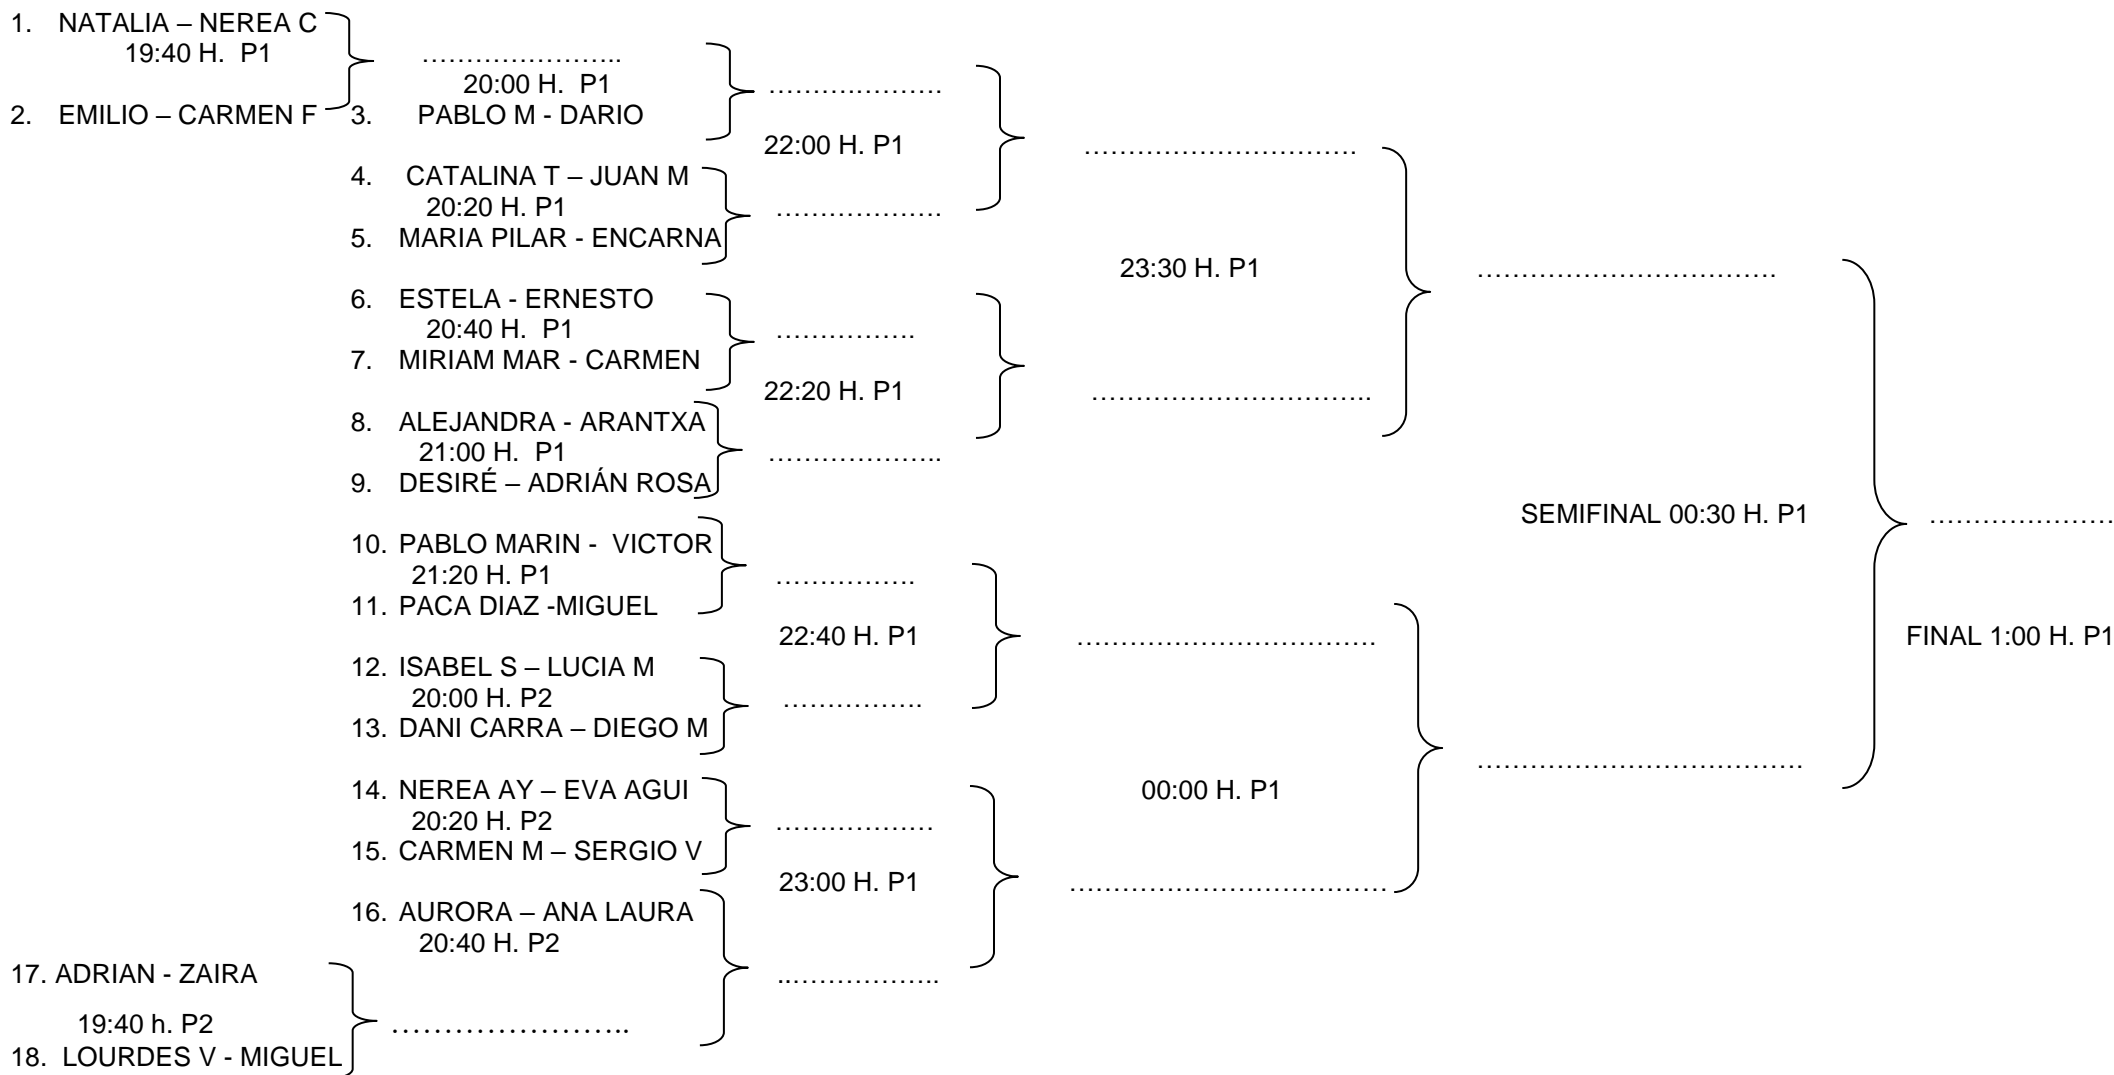 1. NATALIA – NEREA C
19:40 H. P1
2. EMILIO – CARMEN F
…………………..
20:00 H. P1
3. PABLO M - DARIO
4. CATALINA T – JUAN M
20:20 H. P1
5. MARIA PILAR - ENCARNA
6. ESTELA - ERNESTO
20:40 H. P1
7. MIRIAM MAR - CARMEN
8. ALEJANDRA - ARANTXA
21:00 H. P1
9. DESIRÉ – ADRIÁN ROSA
10. PABLO MARIN - VICTOR
21:20 H. P1
11. PACA DIAZ -MIGUEL
12. ISABEL S – LUCIA M
20:00 H. P2
13. DANI CARRA – DIEGO M
14. NEREA AY – EVA AGUI
20:20 H. P2
15. CARMEN M – SERGIO V
16. AURORA – ANA LAURA
20:40 H. P2
17. ADRIAN - ZAIRA
19:40 h. P2
18. LOURDES V - MIGUEL
…………………..
………..………
22:00 H. P1
……………….
…………….
22:20 H. P1
………………..
…………….
22:40 H. P1
…………….
………………
23:00 H. P1
..……………..
…………………………
23:30 H. P1
…………………………..
……………………………
00:00 H. P1
………………………………
……………………………
SEMIFINAL 00:30 H. P1
……………………………….
…………………
FINAL 1:00 H. P1